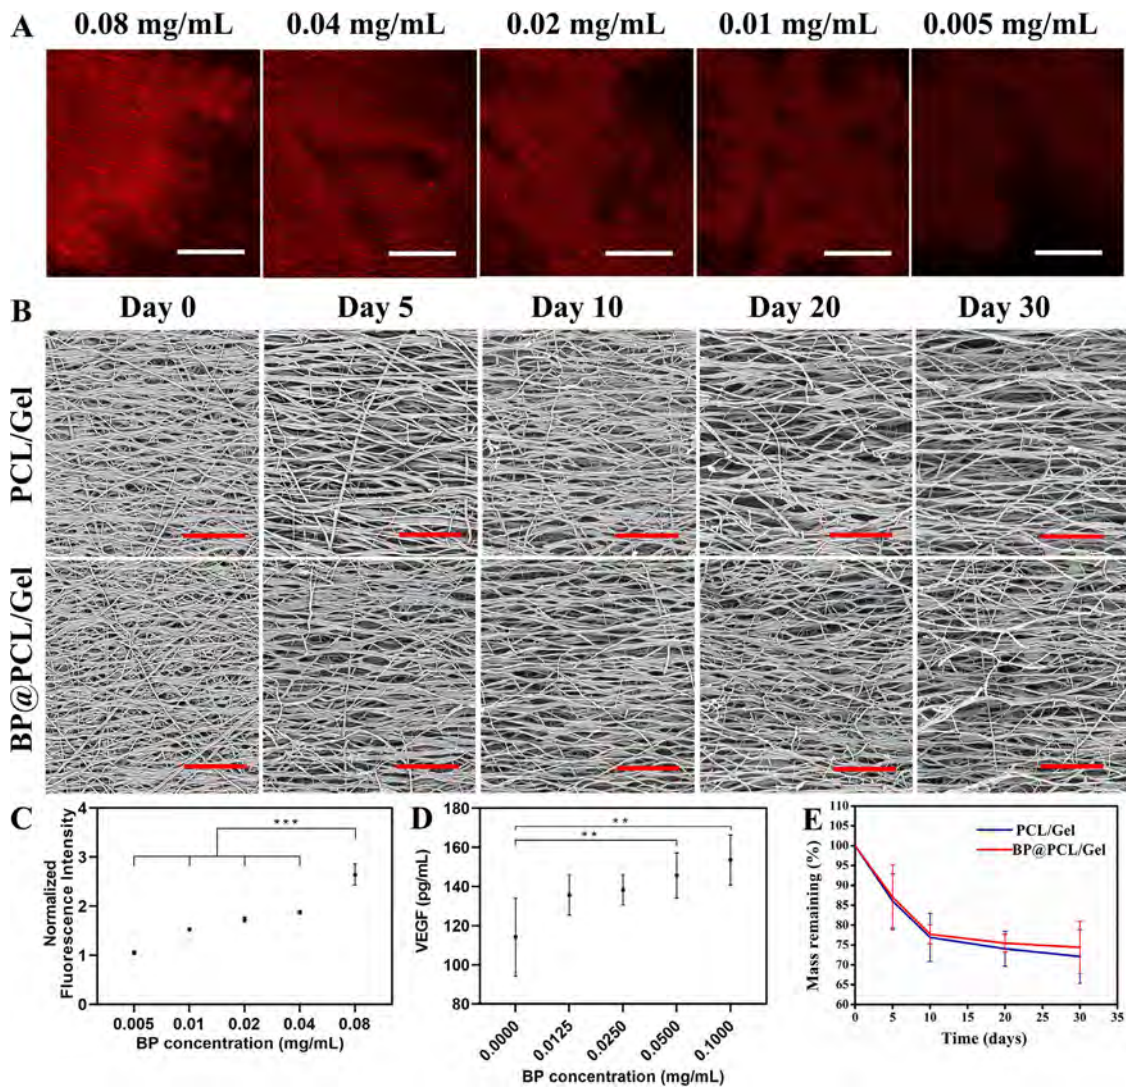 A
0.08 mg/mL 0.04 mg/mL 0.02 mg/mL 0.01 mg/mL 0.005 mg/mL
B
Day 0 Day 5 Day 10 Day 20 Day 30
PCL/Gel
BP@PCL/Gel
C
4
3
2
1
0
Normalized
Fluorescence Intensity
***
0.005 0.01 0.02 0.04 0.08
BP concentration (mg/mL)
D
180
160
140
120
100
80
VEGF (pg/mL)
**
**
0.0000 0.0125 0.0250 0.0500 0.1000
BP concentration (mg/mL)
E
110
105
100
95
90
85
80
75
70
65
60
Mass remaining (%)
PCL/Gel
BP@PCL/Gel
0 5 10 15 20 25 30 35
Time (days)